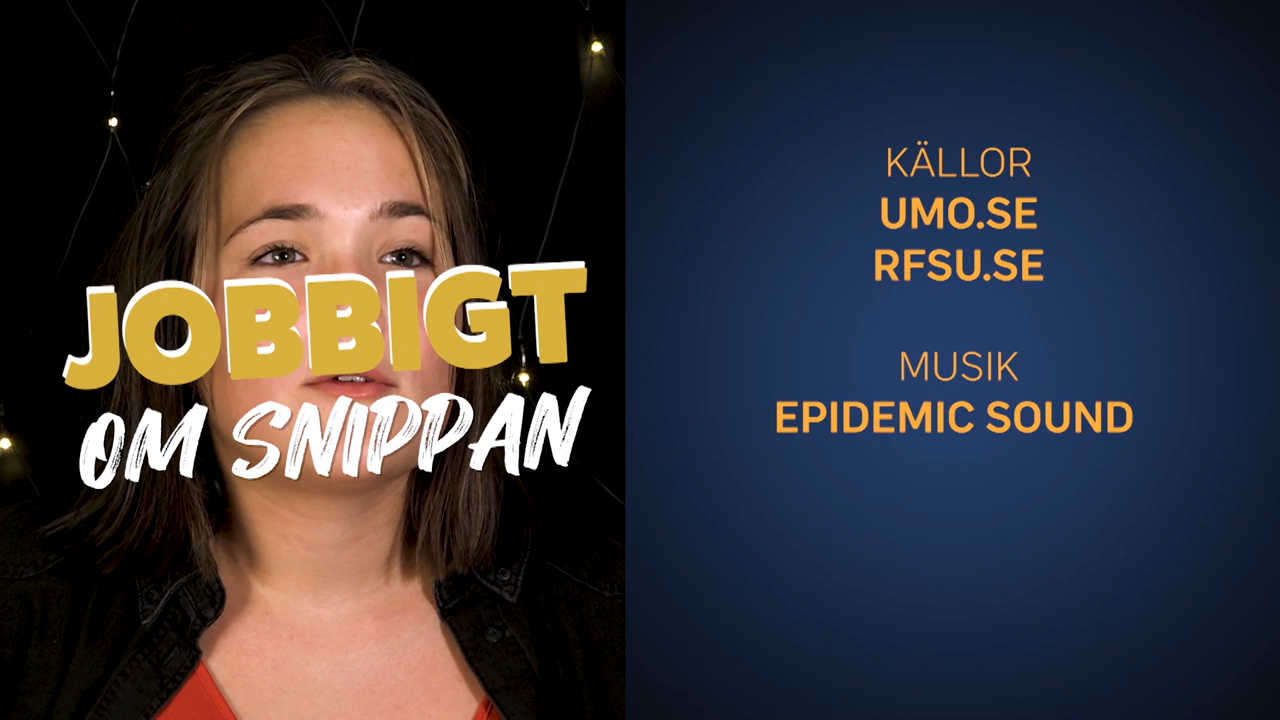 JOBBIGT
OM SNIPPAN
KÄLLOR
UMO.SE
RFSU.SE
MUSIK
EPIDEMIC SOUND